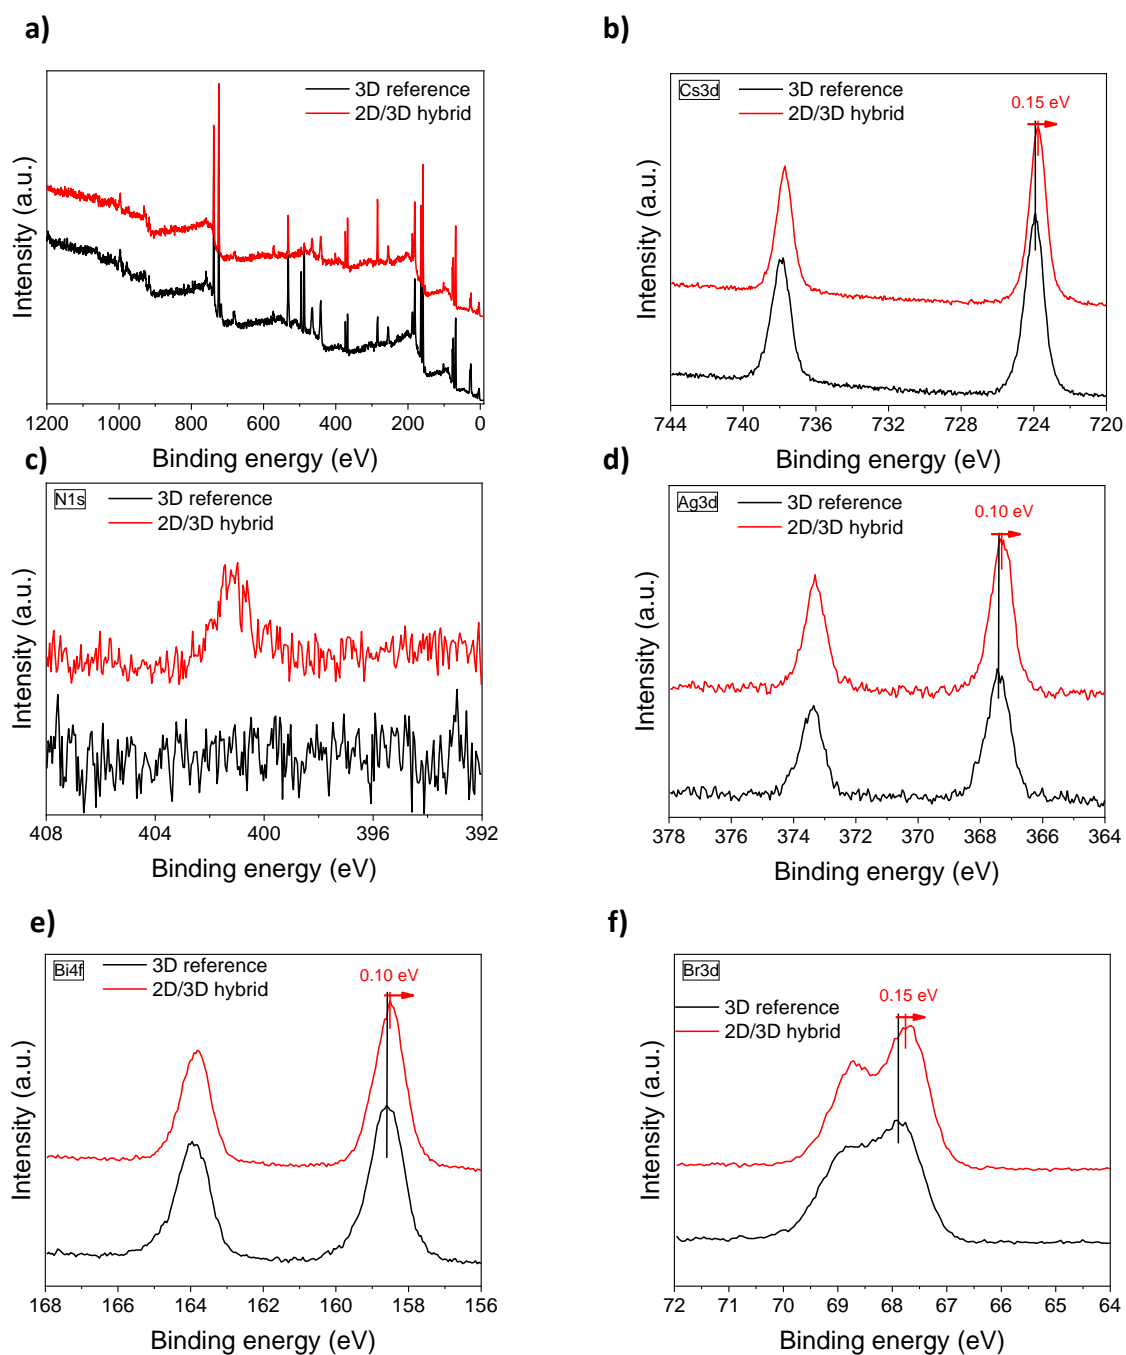 a)
3D reference
2D/3D hybrid
Intensity (a.u.)
1200 1000 800 600 400 200 0
Binding energy (eV)
b)
Cs3d
3D reference
2D/3D hybrid
0.15 eV
Intensity (a.u.)
744 740 736 732 728 724 720
Binding energy (eV)
c)
N1s
3D reference
2D/3D hybrid
Intensity (a.u.)
408 404 400 396 392
Binding energy (eV)
d)
Ag3d
3D reference
2D/3D hybrid
0.10 eV
Intensity (a.u.)
378 376 374 372 370 368 366 364
Binding energy (eV)
e)
Bi4f
3D reference
2D/3D hybrid
0.10 eV
Intensity (a.u.)
168 166 164 162 160 158 156
Binding energy (eV)
f)
Br3d
3D reference
2D/3D hybrid
0.15 eV
Intensity (a.u.)
72 71 70 69 68 67 66 65 64
Binding energy (eV)